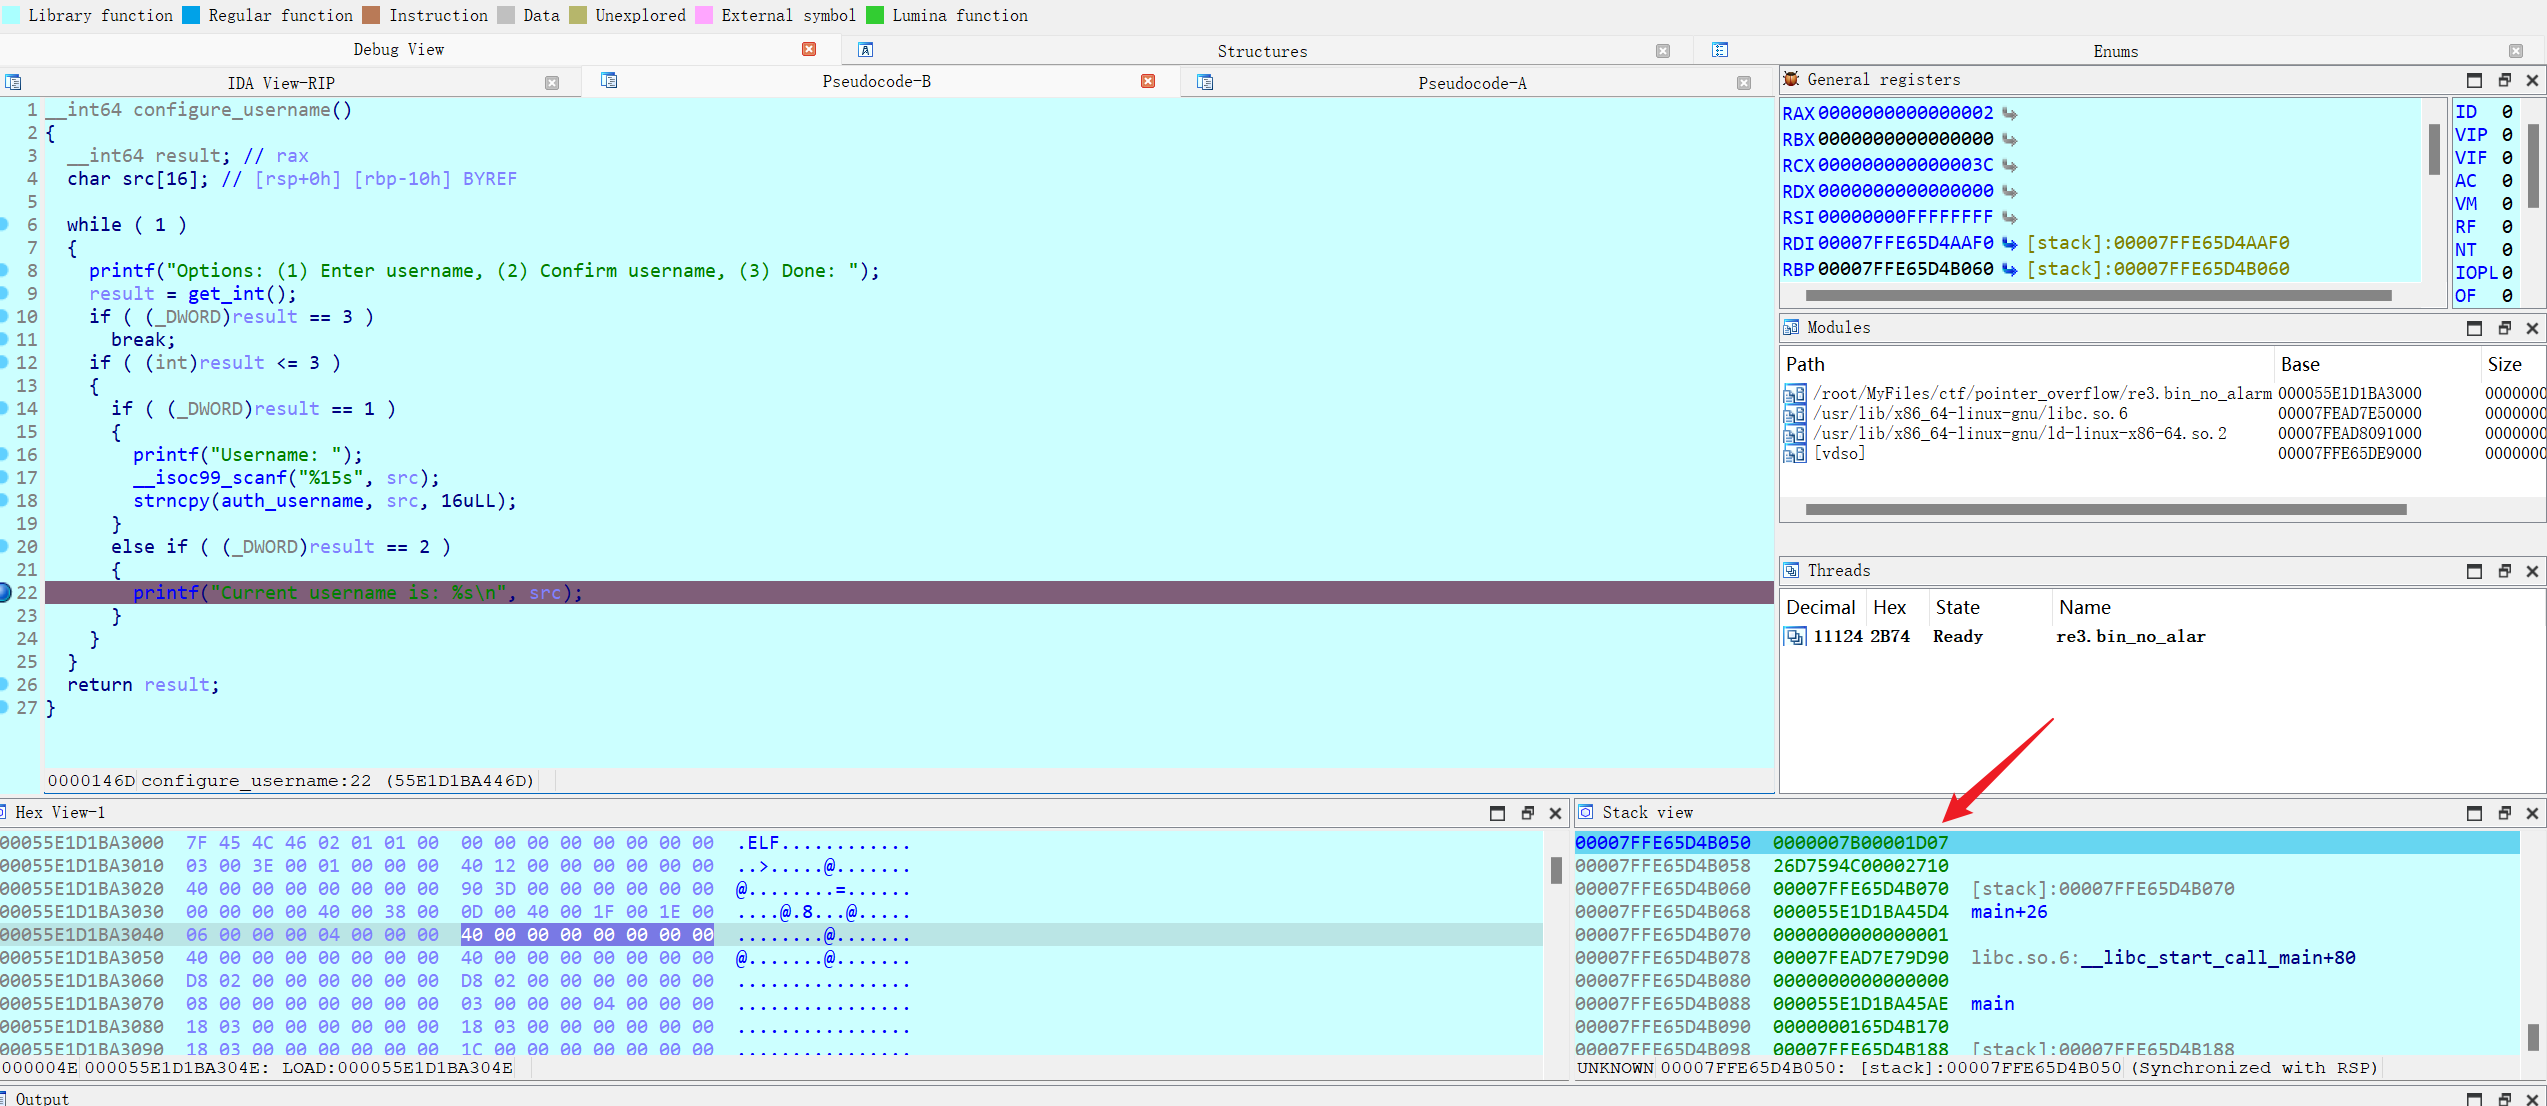 Library function Regular function Instruction Data Unexplored External symbol Lumina function
Debug View Structures Enums
IDA View-RIP Pseudocode-B Pseudocode-A
1 __int64 configure_username()
2 {
3 __int64 result; // rax
4 char src[16]; // [rsp+0h] [rbp-10h] BYREF
5
6 while ( 1 )
7 {
8 printf("Options: (1) Enter username, (2) Confirm username, (3) Done: ");
9 result = get_int();
10 if ( (_DWORD)result == 3 )
11 break;
12 if ( (int)result <= 3 )
13 {
14 if ( (_DWORD)result == 1 )
15 {
16 printf("Username: ");
17 __isoc99_scanf("%15s", src);
18 strncpy(auth_username, src, 16uLL);
19 }
20 else if ( (_DWORD)result == 2 )
21 {
22 printf("Current username is: %s\n", src);
23 }
24 }
25 }
26 return result;
27 }
0000146D configure_username:22 (55E1D1BA446D)
General registers
RAX 0000000000000002
RBX 0000000000000000
RCX 000000000000003C
RDX 0000000000000000
RSI 00000000FFFFFFFF
RDI 00007FFE65D4AAF0 [stack]:00007FFE65D4AAF0
RBP 00007FFE65D4B060 [stack]:00007FFE65D4B060
ID 0
VIP 0
VIF 0
AC 0
VM 0
RF 0
NT 0
IOPL 0
OF 0
Modules
Path Base Size
/root/MyFiles/ctf/pointer_overflow/re3.bin_no_alarm 000055E1D1BA3000 0000000
/usr/lib/x86_64-linux-gnu/libc.so.6 00007FEAD7E50000 0000000
/usr/lib/x86_64-linux-gnu/ld-linux-x86-64.so.2 00007FEAD8091000 0000000
[vdso] 00007FFE65DE9000 0000000
Threads
Decimal Hex State Name
11124 2B74 Ready re3.bin_no_alar
Hex View-1
00055E1D1BA3000 7F 45 4C 46 02 01 01 00 00 00 00 00 00 00 00 00 .ELF............
00055E1D1BA3010 03 00 3E 00 01 00 00 00 40 12 00 00 00 00 00 00 ..>.....@.......
00055E1D1BA3020 40 00 00 00 00 00 00 00 90 3D 00 00 00 00 00 00 @........=......
00055E1D1BA3030 00 00 00 00 40 00 38 00 0D 00 40 00 1F 00 1E 00 ....@.8...@.....
00055E1D1BA3040 06 00 00 00 04 00 00 00 40 00 00 00 00 00 00 00 ........@.......
00055E1D1BA3050 40 00 00 00 00 00 00 00 40 00 00 00 00 00 00 00 @.......@.......
00055E1D1BA3060 D8 02 00 00 00 00 00 00 D8 02 00 00 00 00 00 00 ................
00055E1D1BA3070 08 00 00 00 00 00 00 00 03 00 00 00 04 00 00 00 ................
00055E1D1BA3080 18 03 00 00 00 00 00 00 18 03 00 00 00 00 00 00 ................
00055E1D1BA3090 18 03 00 00 00 00 00 00 1C 00 00 00 00 00 00 00 ................
000004E 000055E1D1BA304E: LOAD:000055E1D1BA304E
Stack view
00007FFE65D4B050 0000007B00001D07
00007FFE65D4B058 26D7594C00002710
00007FFE65D4B060 00007FFE65D4B070 [stack]:00007FFE65D4B070
00007FFE65D4B068 000055E1D1BA45D4 main+26
00007FFE65D4B070 0000000000000001
00007FFE65D4B078 00007FEAD7E79D90 libc.so.6:__libc_start_call_main+80
00007FFE65D4B080 0000000000000000
00007FFE65D4B088 000055E1D1BA45AE main
00007FFE65D4B090 0000000165D4B170
00007FFE65D4B098 00007FFE65D4B188 [stack]:00007FFE65D4B188
UNKNOWN 00007FFE65D4B050: [stack]:00007FFE65D4B050 (Synchronized with RSP)
Output